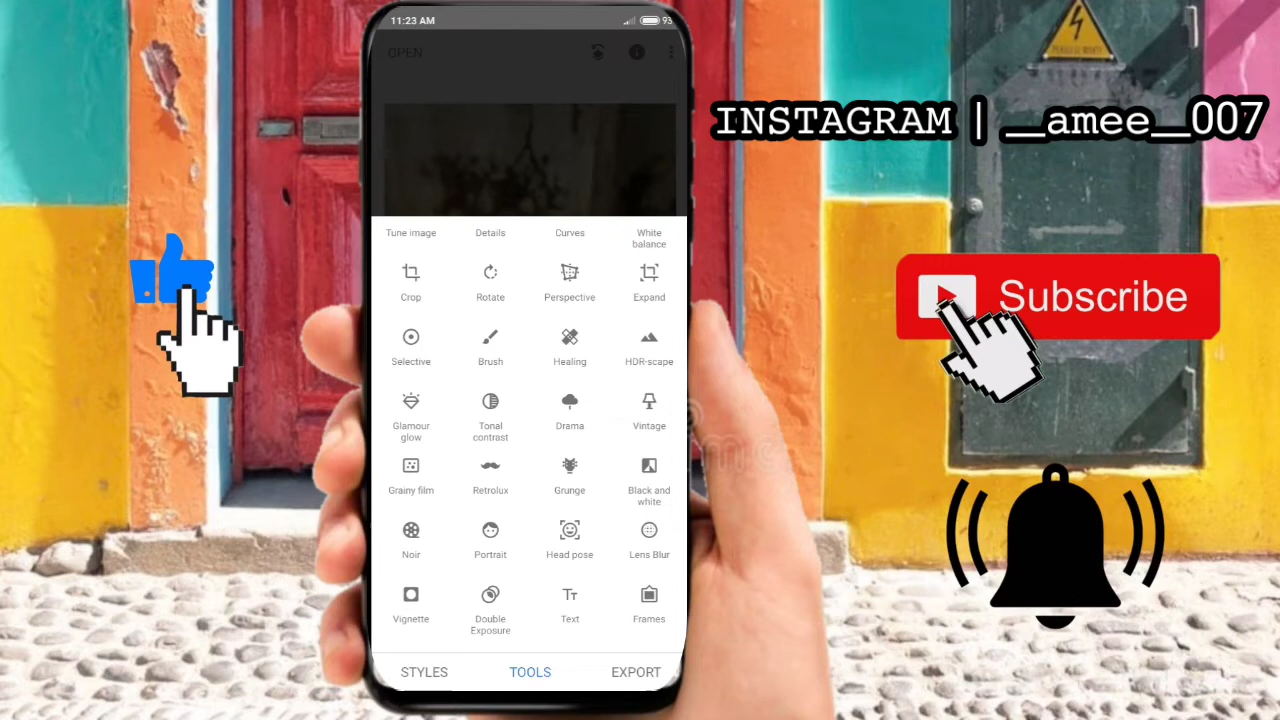 11:23 AM
93
OPEN
INSTAGRAM | __amee__007
Tune image
Details
Curves
White
balance
Crop
Rotate
Perspective
Expand
Selective
Brush
Healing
HDR-scape
Glamour
glow
Tonal
contrast
Drama
Vintage
Grainy film
Retrolux
Grunge
Black and
white
Noir
Portrait
Head pose
Lens Blur
Vignette
Double
Exposure
Text
Frames
STYLES
TOOLS
EXPORT
Subscribe